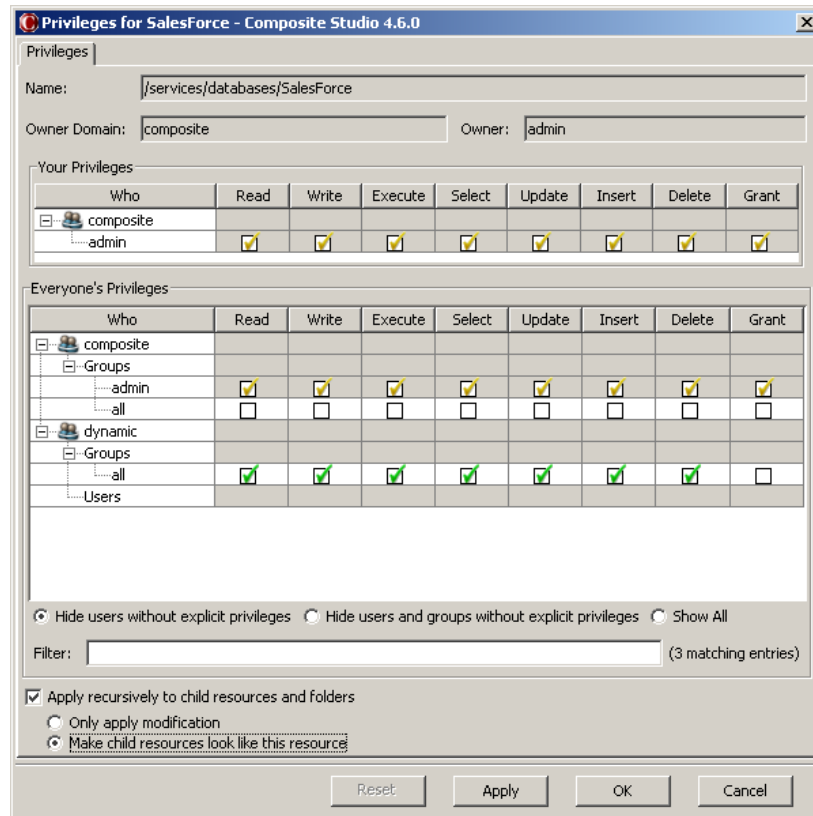 Privileges for SalesForce - Composite Studio 4.6.0
Privileges
Name: /services/databases/SalesForce
Owner Domain: composite Owner: admin
Your Privileges
Who Read Write Execute Select Update Insert Delete Grant
composite
admin
Everyone's Privileges
Who Read Write Execute Select Update Insert Delete Grant
composite
Groups
admin
all
dynamic
Groups
all
Users
Hide users without explicit privileges Hide users and groups without explicit privileges Show All
Filter: (3 matching entries)
Apply recursively to child resources and folders
Only apply modification
Make child resources look like this resource
Reset Apply OK Cancel